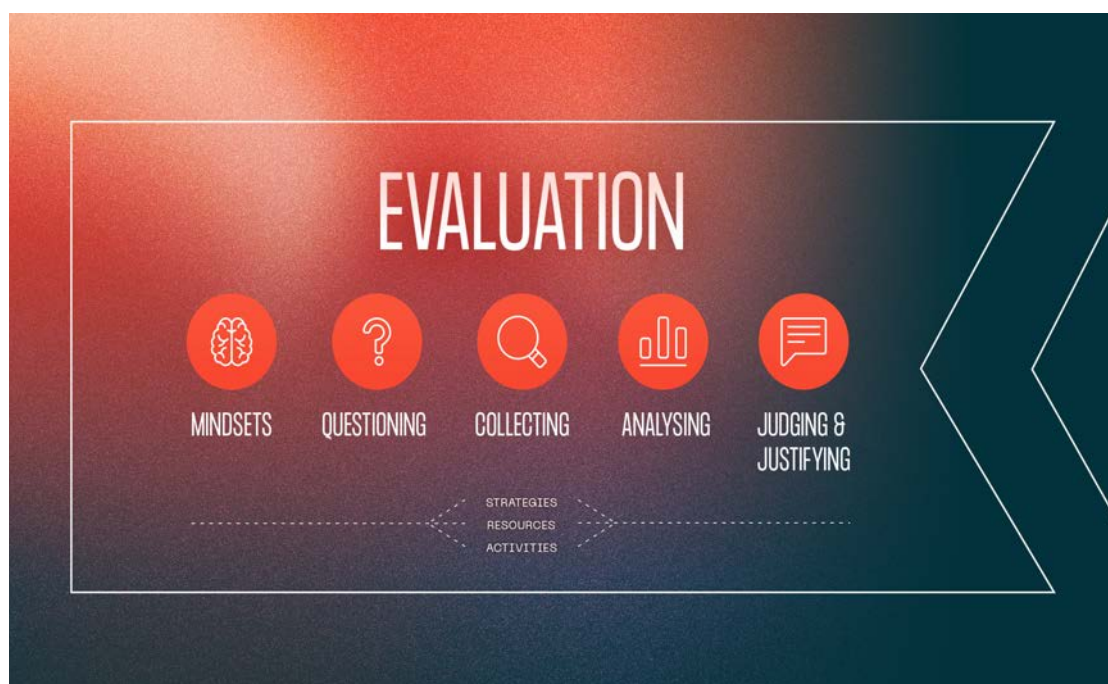 EVALUATION
MINDSETS
QUESTIONING
COLLECTING
ANALYSING
JUDGING &
JUSTIFYING
STRATEGIES
RESOURCES
ACTIVITIES